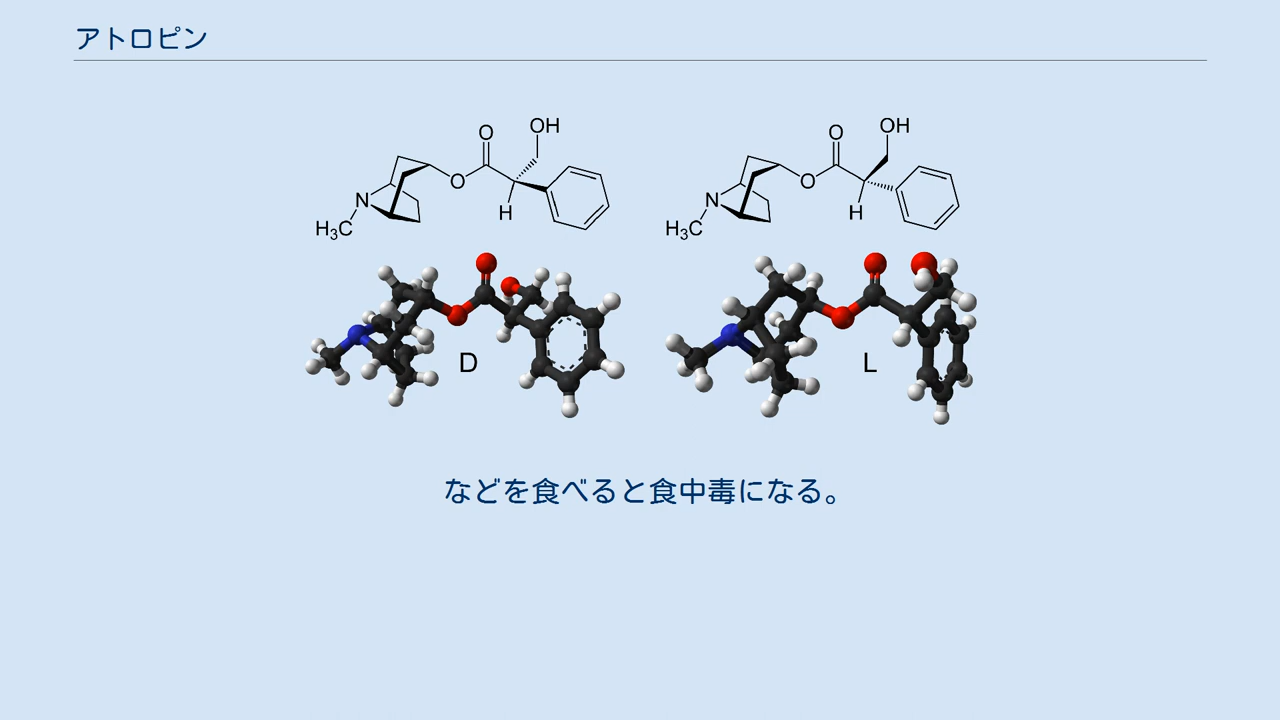 アトロピン
O OH O OH
O O
N H N H
H₃C H₃C
D L
などを食べると食中毒になる。